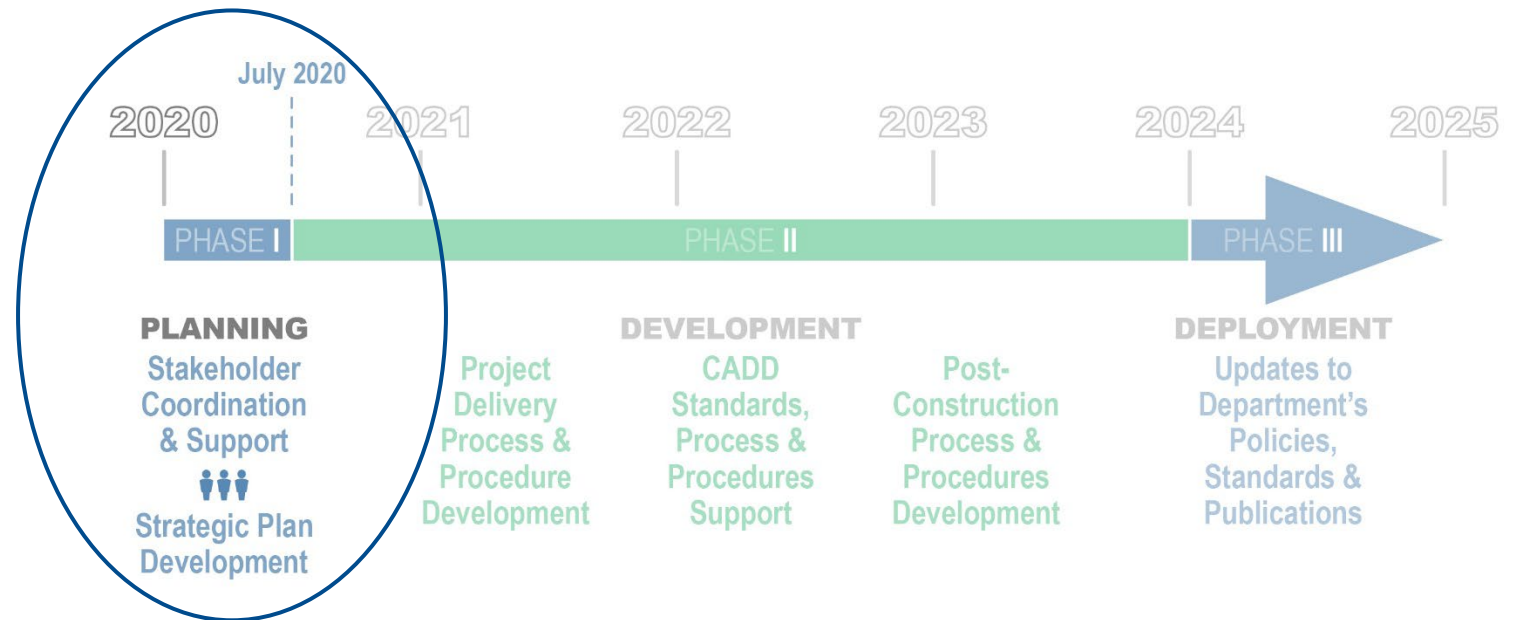 July 2020
2020
2021
2022
2023
2024
2025
PHASE I
PHASE II
PHASE III
PLANNING
Stakeholder
Coordination
& Support
Strategic Plan
Development
DEVELOPMENT
Project
Delivery
Process &
Procedure
Development
CADD
Standards,
Process &
Procedures
Support
Post-
Construction
Process &
Procedures
Development
DEPLOYMENT
Updates to
Department's
Policies,
Standards &
Publications